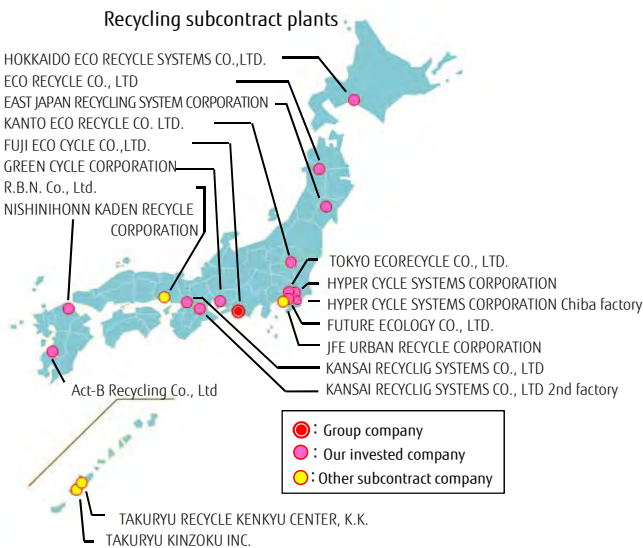 Recycling subcontract plants
HOKKAIDO ECO RECYCLE SYSTEMS CO.,LTD.
ECO RECYCLE CO., LTD
EAST JAPAN RECYCLING SYSTEM CORPORATION
KANTO ECO RECYCLE CO. LTD.
FUJI ECO CYCLE CO.,LTD.
GREEN CYCLE CORPORATION
R.B.N. Co., Ltd.
NISHINIHONN KADEN RECYCLE
CORPORATION
TOKYO ECORECYCLE CO., LTD.
HYPER CYCLE SYSTEMS CORPORATION
HYPER CYCLE SYSTEMS CORPORATION Chiba factory
FUTURE ECOLOGY CO., LTD.
JFE URBAN RECYCLE CORPORATION
KANSAI RECYCLIG SYSTEMS CO., LTD
KANSAI RECYCLIG SYSTEMS CO., LTD 2nd factory
Act-B Recycling Co., Ltd
: Group company
: Our invested company
: Other subcontract company
TAKURYU RECYCLE KENKYU CENTER, K.K.
TAKURYU KINZOKU INC.